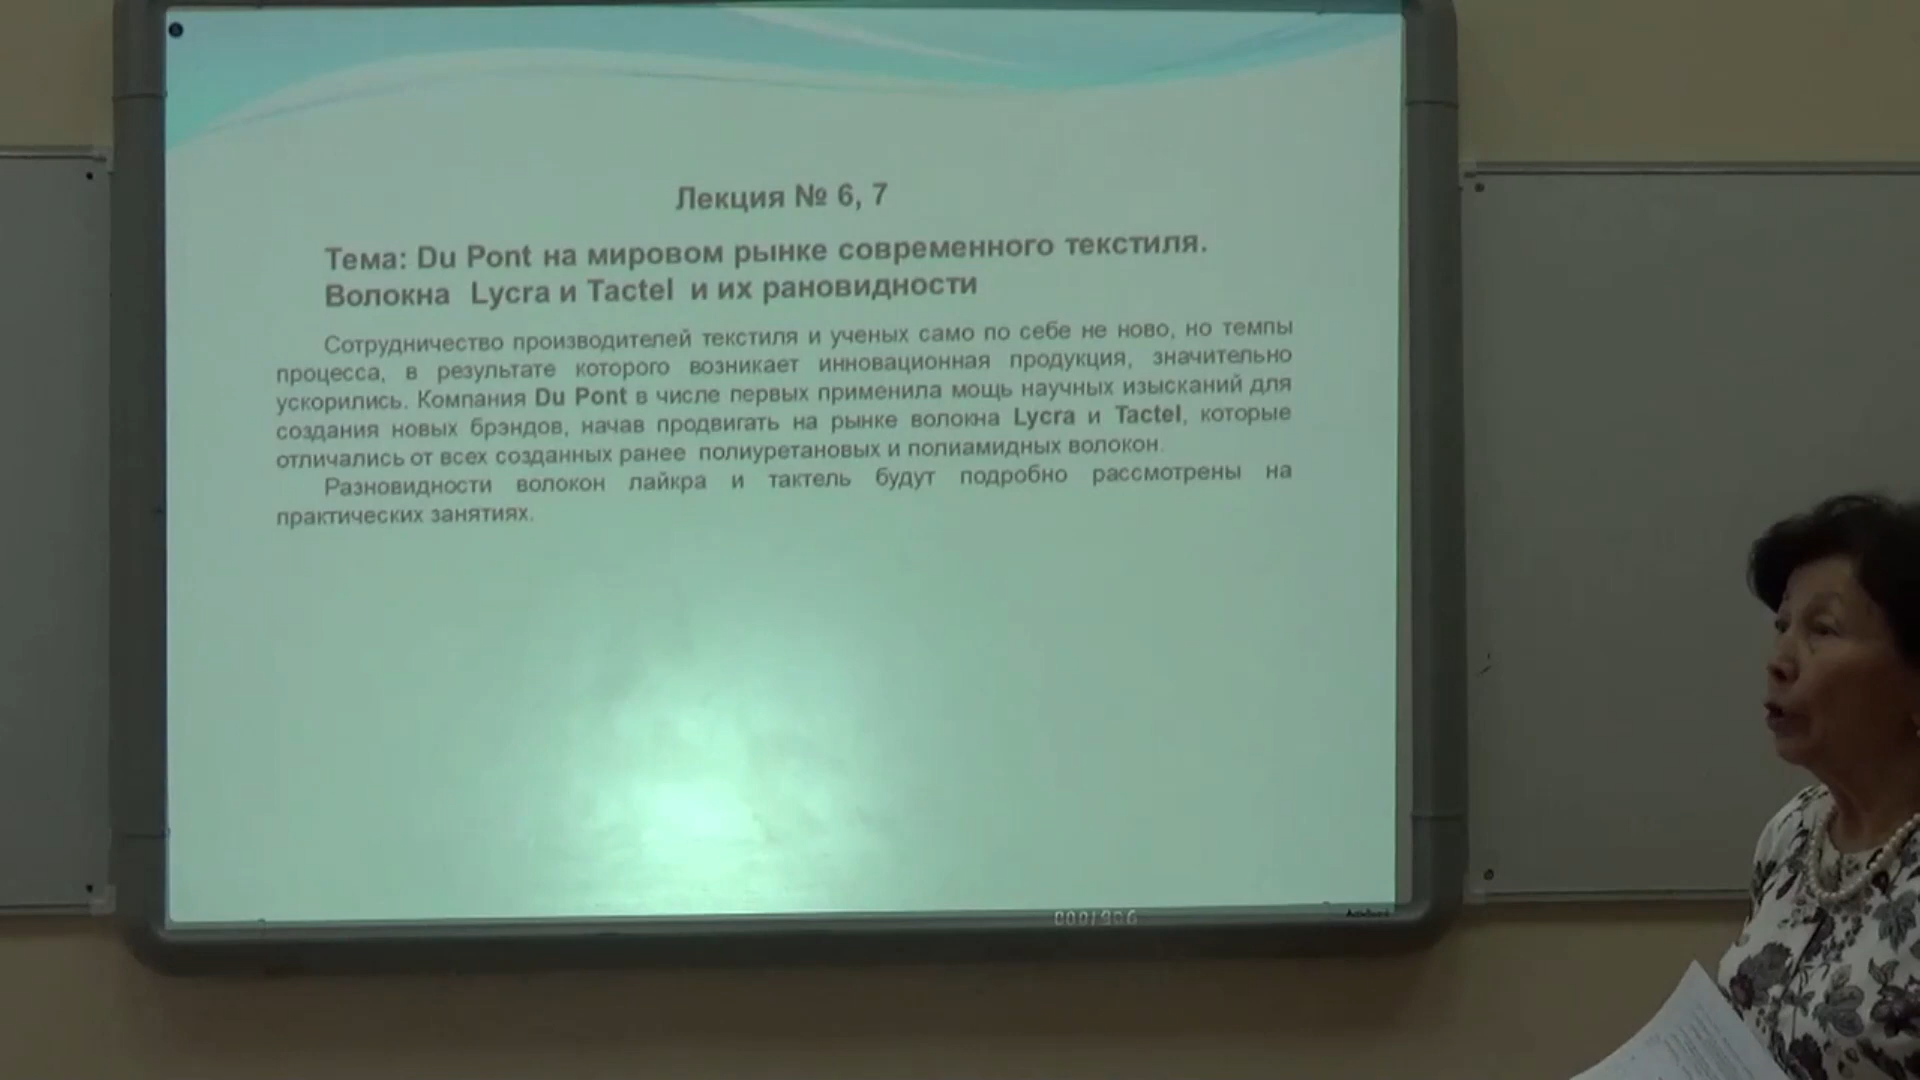 Лекция № 6, 7
Тема: Du Pont на мировом рынке современного текстиля.
Волокна Lycra и Tactel и их рановидности
Сотрудничество производителей текстиля и ученых само по себе не ново, но темпы
процесса, в результате которого возникает инновационная продукция, значительно
ускорились. Компания Du Pont в числе первых применила мощь научных изысканий для
создания новых брэндов, начав продвигать на рынке волокна Lycra и Tactel, которые
отличались от всех созданных ранее полиуретановых и полиамидных волокон.
Разновидности волокон лайкра и тактель будут подробно рассмотрены на
практических занятиях.